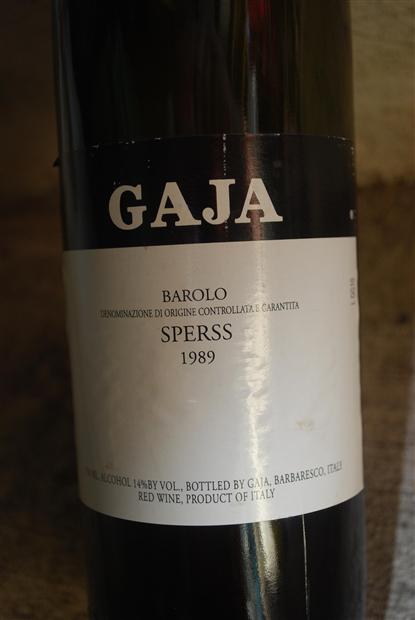 GAJA
BAROLO
DENOMINAZIONE DI ORIGINE CONTROLLATA E GARANTITA
SPERSS
1989
ML, ALCOHOL 14% BY VOL., BOTTLED BY GAJA, BARBARESCO, ITALY
RED WINE, PRODUCT OF ITALY